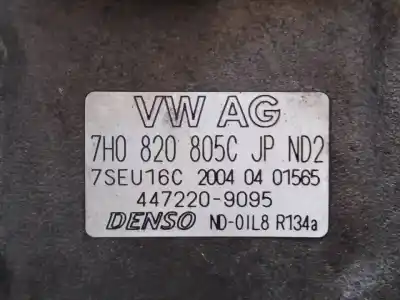 VW AG
7H0 820 805C JP ND2
7SEU16C 2004 04 01565
447220-9095
DENSO ND-OIL8 R134a